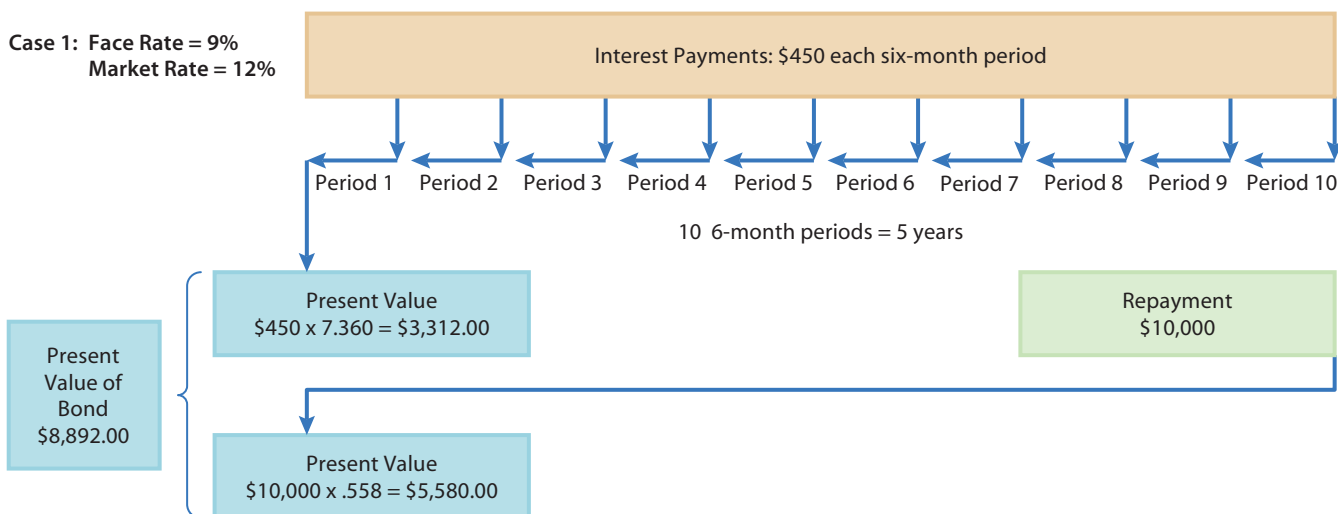 Case 1: Face Rate = 9%
Market Rate = 12%
Interest Payments: $450 each six-month period
Period 1 Period 2 Period 3 Period 4 Period 5 Period 6 Period 7 Period 8 Period 9 Period 10
10 6-month periods = 5 years
Present Value
$450 x 7.360 = $3,312.00
Repayment
$10,000
Present
Value of
Bond
$8,892.00
Present Value
$10,000 x .558 = $5,580.00